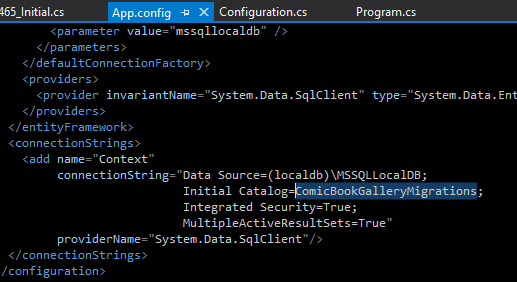 465_Initial.cs App.config Configuration.cs Program.cs
<parameter value="mssqllocaldb" />
</parameters>
</defaultConnectionFactory>
<providers>
<provider invariantName="System.Data.SqlClient" type="System.Data.Ent
</providers>
</entityFramework>
<connectionStrings>
<add name="Context"
connectionString="Data Source=(localdb)\MSSQLLocalDB;
Initial Catalog=ComicBookGalleryMigrations;
Integrated Security=True;
MultipleActiveResultSets=True"
providerName="System.Data.SqlClient"/>
</connectionStrings>
/configuration>